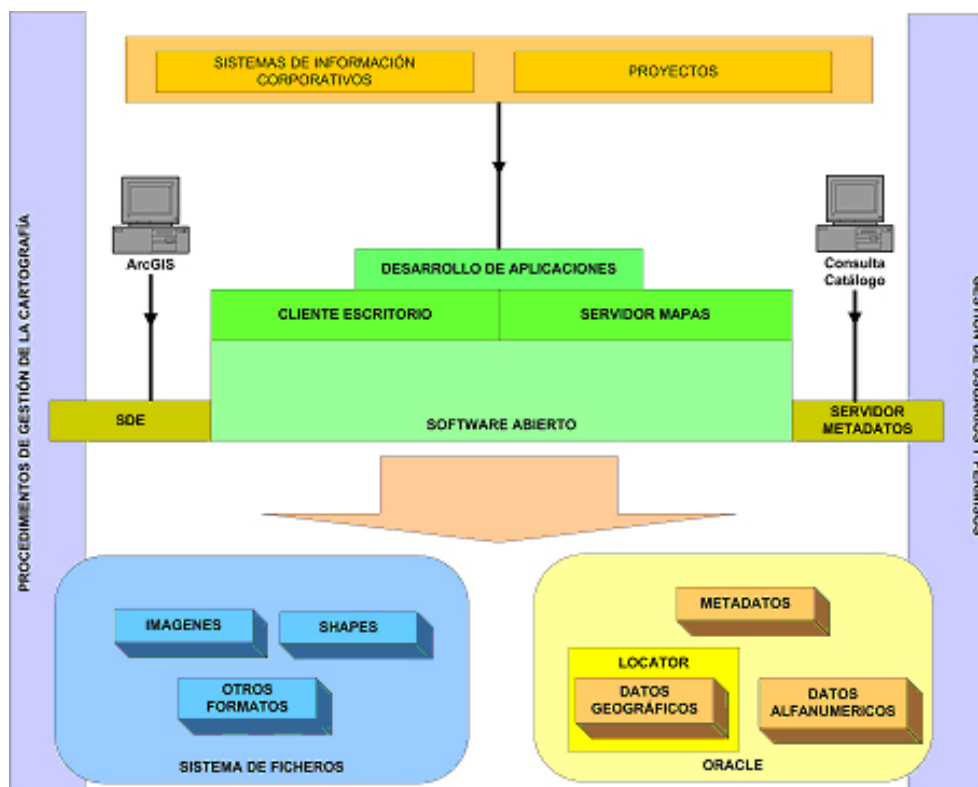 SISTEMAS DE INFORMACIÓN
CORPORATIVOS
PROYECTOS
PROCEDIMIENTOS DE GESTIÓN DE LA CARTOGRAFÍA
ArcGIS
Consulta
Catálogo
DESARROLLO DE APLICACIONES
CLIENTE ESCRITORIO
SERVIDOR MAPAS
SDE
SOFTWARE ABIERTO
SERVIDOR
METADATOS
IMAGENES
SHAPES
OTROS
FORMATOS
SISTEMA DE FICHEROS
METADATOS
LOCATOR
DATOS
GEOGRÁFICOS
DATOS
ALFANUMERICOS
ORACLE